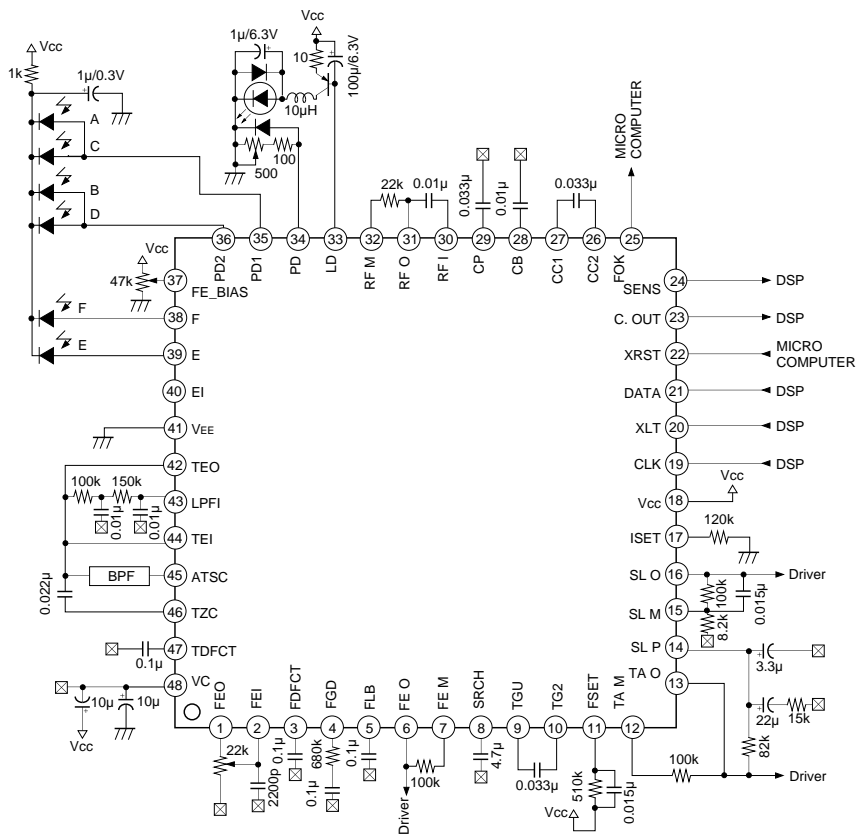 Vcc
1k
1µ/0.3V
A
C
B
D
1µ/6.3V
Vcc
10
100µ/6.3V
10µH
100
500
22k
0.01µ
0.033µ
0.01µ
0.033µ
MICRO
COMPUTER
36 35 34 33 32 31 30 29 28 27 26 25
PD2 PD1 PD LD RF M RF O RF I CP CB CC1 CC2 FOK
Vcc
47k
37 FE_BIAS
F 38 F
E 39 E
40 EI
41 VEE
42 TEO
100k 150k
43 LPFI
0.01µ 0.01µ
44 TEI
BPF
45 ATSC
0.022µ
46 TZC
47 TDFCT
0.1µ
48 VC
10µ
10µ
Vcc
SENS 24 DSP
C. OUT 23 DSP
XRST 22 MICRO
COMPUTER
DATA 21 DSP
XLT 20 DSP
CLK 19 DSP
Vcc 18 Vcc
ISET 17 120k
SL O 16 Driver
100k
0.015µ
SL M 15
8.2k
SL P 14
3.3µ
TA O 13
22µ 15k
82k
FEO FEI FDFCT FGD FLB FE O FE M SRCH TGU TG2 FSET TA M
1 2 3 4 5 6 7 8 9 10 11 12
22k
2200p
0.1µ
680k
0.1µ
0.1µ
100k
Driver
4.7µ
0.033µ
510k
0.015µ
Vcc
100k
Driver